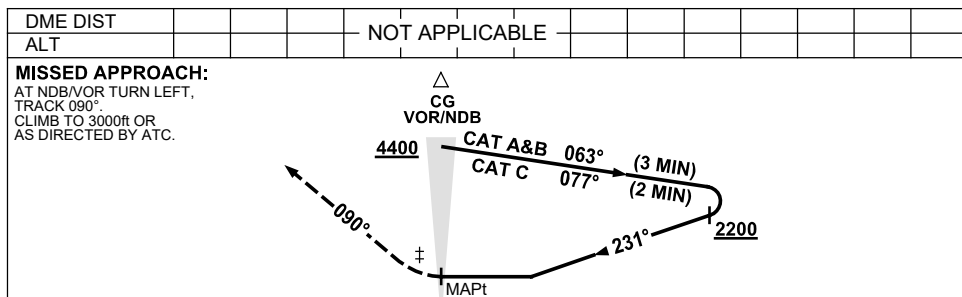 DME DIST
ALT
NOT APPLICABLE
MISSED APPROACH:
AT NDB/VOR TURN LEFT,
TRACK 090°.
CLIMB TO 3000ft OR
AS DIRECTED BY ATC.
CG
VOR/NDB
4400
CAT A&B 063° (3 MIN)
CAT C 077° (2 MIN)
2200
231°
090°
‡
MAPt